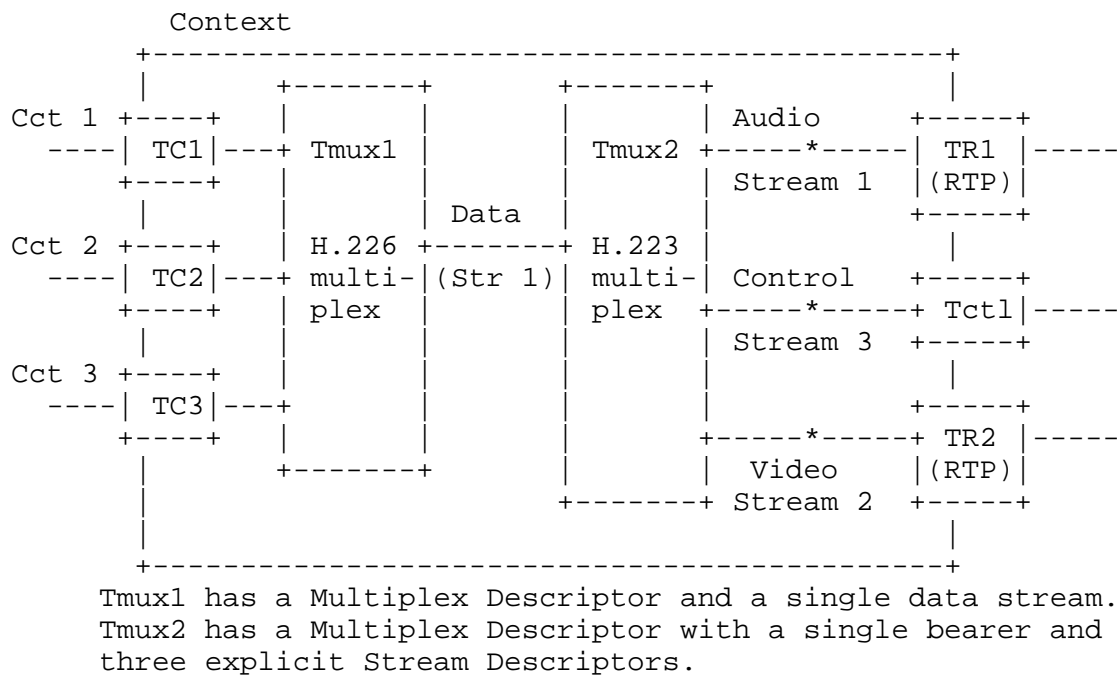 Context
+----------------------------------------------+
|       +-------+       +-------+             |
Cct 1 +----+   |       |       |       | Audio     +-----+
----| TC1|---+ Tmux1 |       | Tmux2 +-----*-----| TR1 |-----
+----+   |       |       |       | Stream 1  |(RTP)|
|     |       | Data  |       |           +-----+
Cct 2 +----+   | H.226 +-------+ H.223 |             |
----| TC2|---+ multi-|(Str 1)| multi-| Control   +-----+
+----+   | plex  |       | plex  +-----*-----+ Tctl|-----
|     |       |       |       | Stream 3  +-----+
Cct 3 +----+   |       |       |       |             |
----| TC3|---+       |       |       |           +-----+
+----+   |       |       |       +-----*-----+ TR2 |-----
|     +-------+       |       |  Video    |(RTP)|
|                     +-------+ Stream 2  +-----+
|                                              |
+----------------------------------------------+
Tmux1 has a Multiplex Descriptor and a single data stream.
Tmux2 has a Multiplex Descriptor with a single bearer and
three explicit Stream Descriptors.